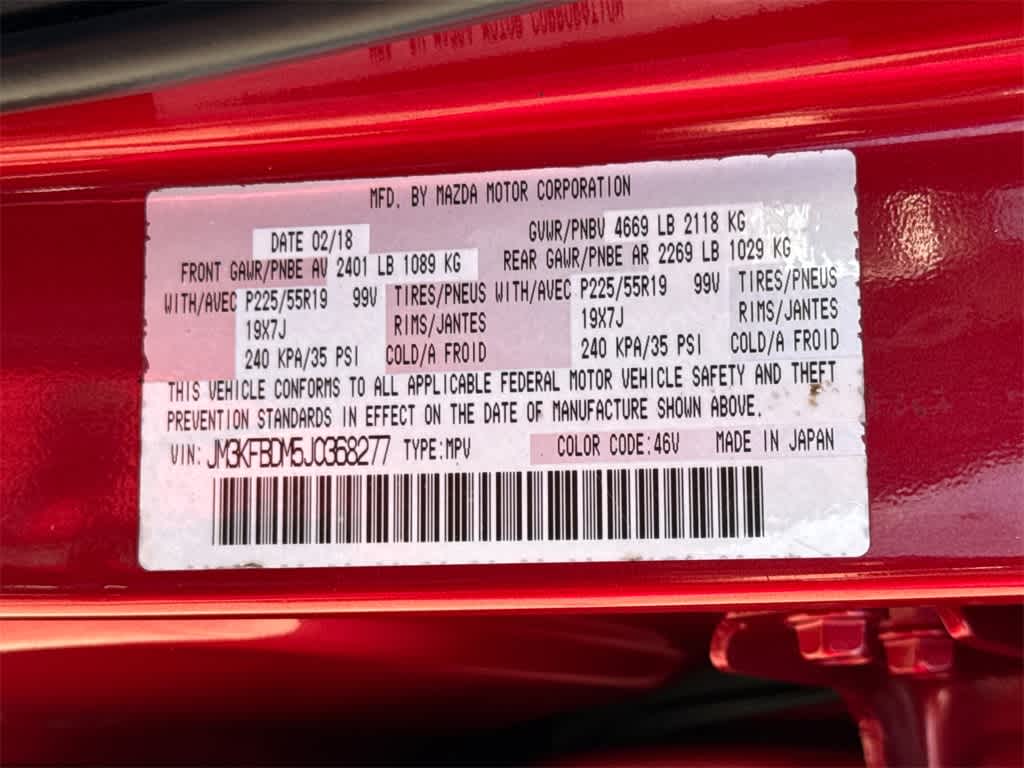 MFD. BY MAZDA MOTOR CORPORATION
DATE 02/18 GVWR/PNBV 4669 LB 2118 KG
FRONT GAWR/PNBE AV 2401 LB 1089 KG REAR GAWR/PNBE AR 2269 LB 1029 KG
WITH/AVEC P225/55R19 99V TIRES/PNEUS WITH/AVEC P225/55R19 99V TIRES/PNEUS
19X7J RIMS/JANTES 19X7J RIMS/JANTES
240 KPA/35 PSI COLD/A FROID 240 KPA/35 PSI COLD/A FROID
THIS VEHICLE CONFORMS TO ALL APPLICABLE FEDERAL MOTOR VEHICLE SAFETY AND THEFT
PREVENTION STANDARDS IN EFFECT ON THE DATE OF MANUFACTURE SHOWN ABOVE.
VIN: JM3KFBDM5J0368277 TYPE:MPV COLOR CODE:46V MADE IN JAPAN